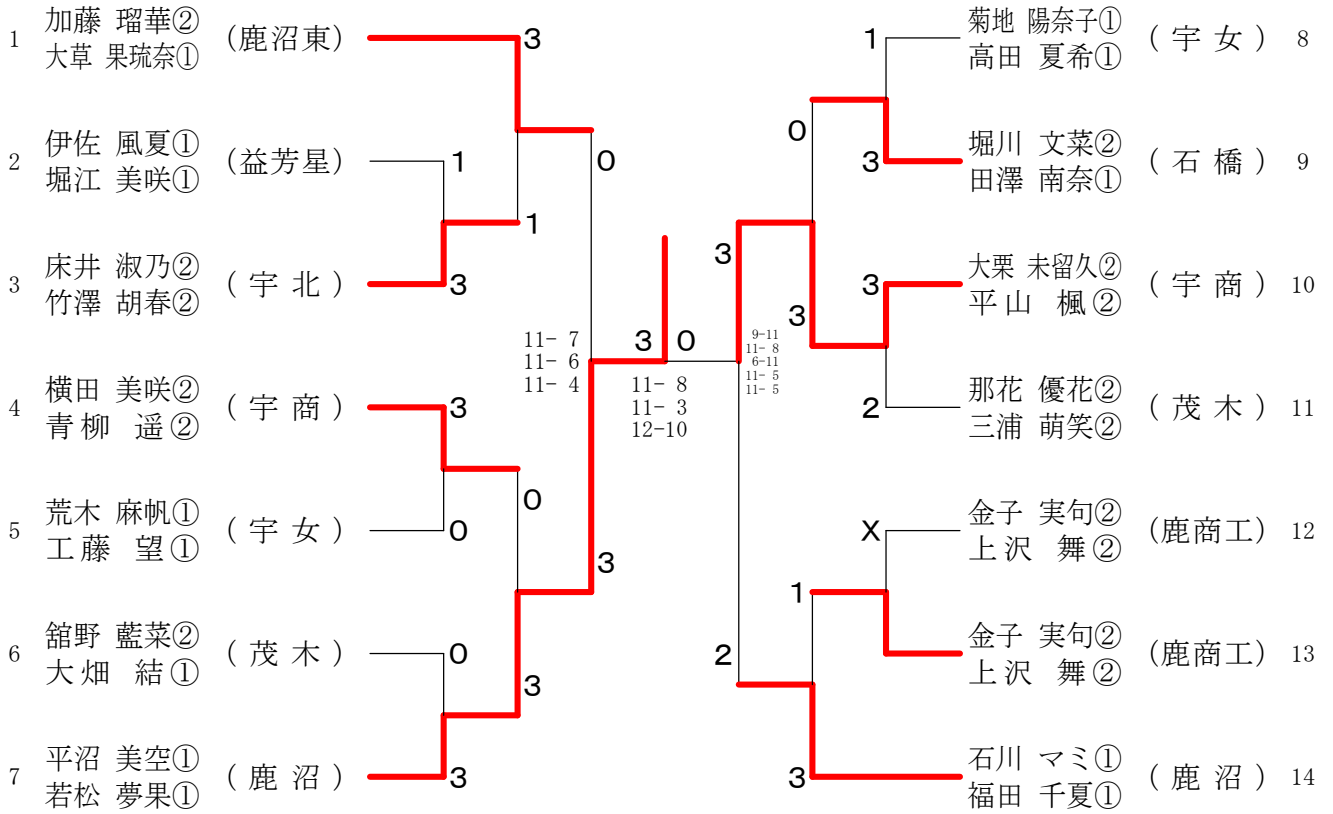 1 加藤 瑠華② (鹿沼東) 3
大草 果琉奈①
2 伊佐 風夏① (益芳星) 1 0
堀江 美咲①
1
3 床井 淑乃② (宇北) 3
竹澤 胡春②
11- 7
11- 6
11- 4
4 横田 美咲② (宇商) 3
青柳 遥②
0
5 荒木 麻帆① (宇女) 0
工藤 望①
3
6 舘野 藍菜② (茂木) 0
大畑 結①
3
7 平沼 美空① (鹿沼) 3
若松 夢果①
3 0
11- 8
11- 3
12-10
1 菊地 陽奈子① (宇女) 8
高田 夏希①
0
3 堀川 文菜② (石橋) 9
田澤 南奈①
3
3 大栗 未留久② (宇商) 10
平山 楓②
3
9-11
11- 8
6-11
11- 5
11- 5
2 那花 優花② (茂木) 11
三浦 萌笑②
X 金子 実句② (鹿商工) 12
上沢 舞②
1
2 金子 実句② (鹿商工) 13
上沢 舞②
3 石川 マミ① (鹿沼) 14
福田 千夏①